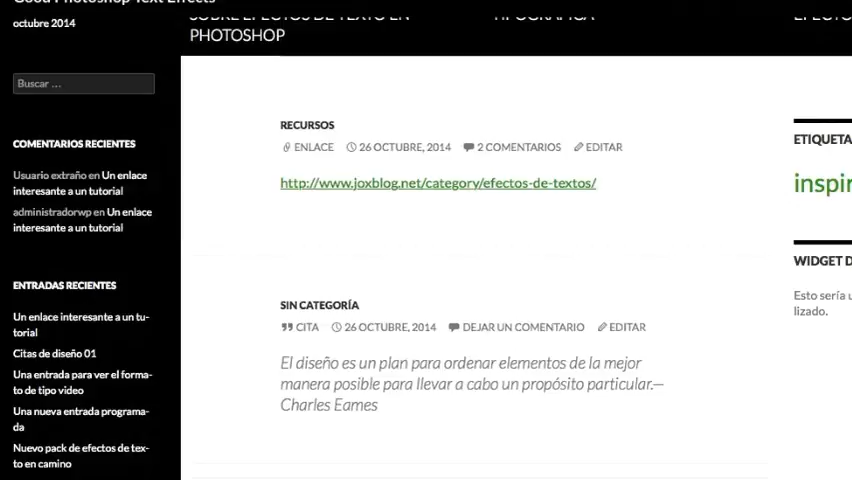 Good Photoshop Text Effects
octubre 2014
SOBRE EFECTOS DE TEXTO EN
PHOTOSHOP
TIPOGRÁFICA
Buscar ...
COMENTARIOS RECIENTES
Usuario extraño en Un enlace
interesante a un tutorial
administradorwp en Un enlace
interesante a un tutorial
ENTRADAS RECIENTES
Un enlace interesante a un tu-
torial
Citas de diseño 01
Una entrada para ver el forma-
to de tipo video
Una nueva entrada programa-
da
Nuevo pack de efectos de tex-
to en camino
RECURSOS
ENLACE 26 OCTUBRE, 2014 2 COMENTARIOS EDITAR
http://www.joxblog.net/category/efectos-de-textos/
SIN CATEGORÍA
CITA 26 OCTUBRE, 2014 DEJAR UN COMENTARIO EDITAR
El diseño es un plan para ordenar elementos de la mejor
manera posible para llevar a cabo un propósito particular.—
Charles Eames
ETIQUETA
inspir
WIDGET D
Esto sería u
lizado.